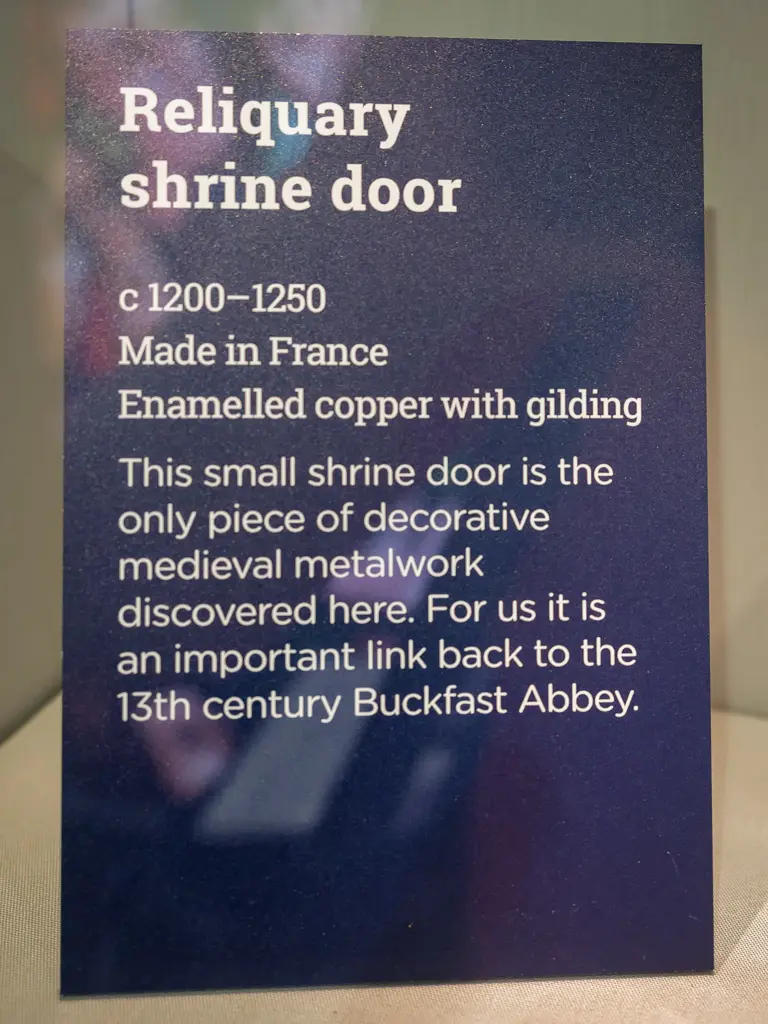 Reliquary
shrine door
c 1200–1250
Made in France
Enamelled copper with gilding
This small shrine door is the
only piece of decorative
medieval metalwork
discovered here. For us it is
an important link back to the
13th century Buckfast Abbey.